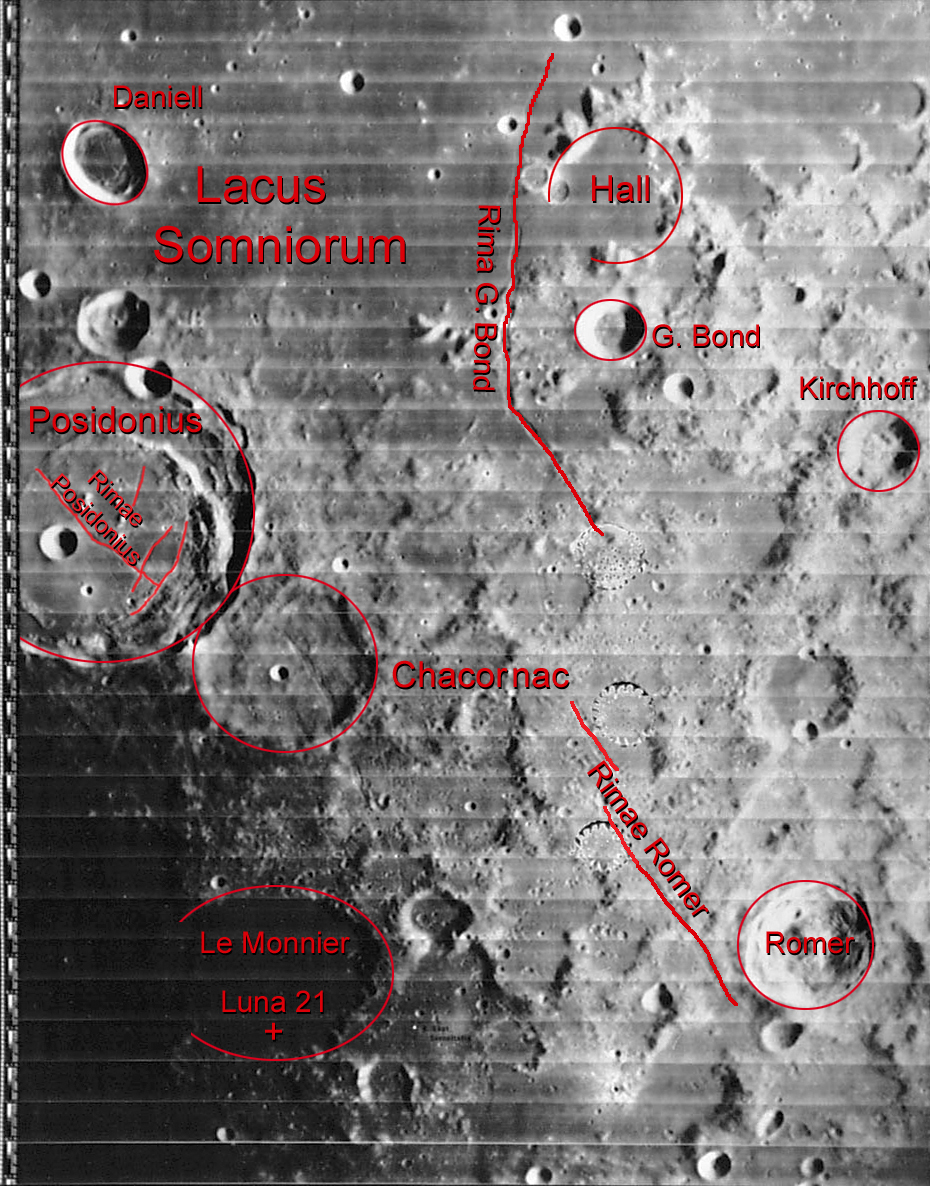 Daniell
Lacus
Somniorum
Hall
Rima G. Bond
G. Bond
Kirchhoff
Posidonius
Rimae
Posidonius
Chacornac
Rimae Romer
Le Monnier
Romer
Luna 21
+